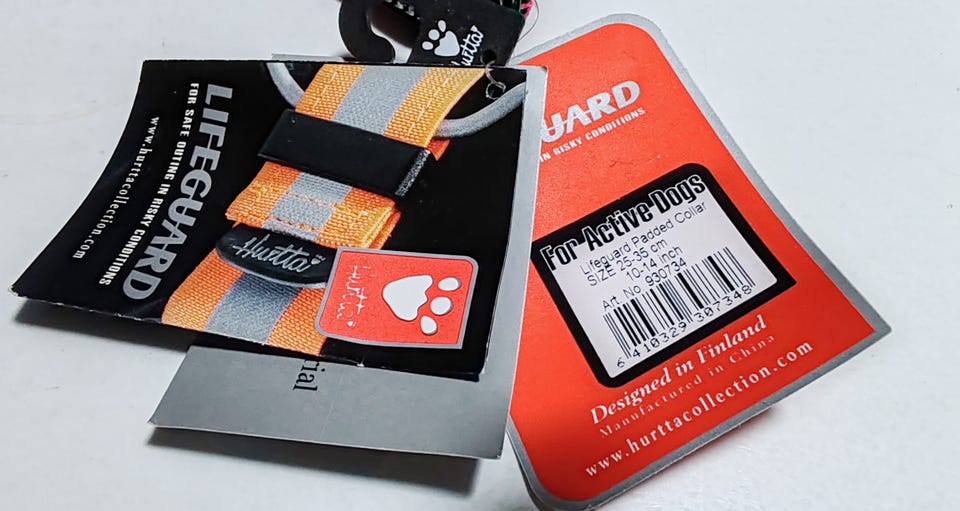 Hurtta
LIFEGUARD
FOR SAFE OUTING IN RISKY CONDITIONS
www.hurttacollection.com
Hurtta
Hurtta
rial
UARD
IN RISKY CONDITIONS
For Active Dogs
Lifeguard Padded Collar
SIZE 25-35 cm
10-14 inch
Art. No. 930734
6 410329 307348
Designed in Finland
Manufactured in China
www.hurttacollection.com